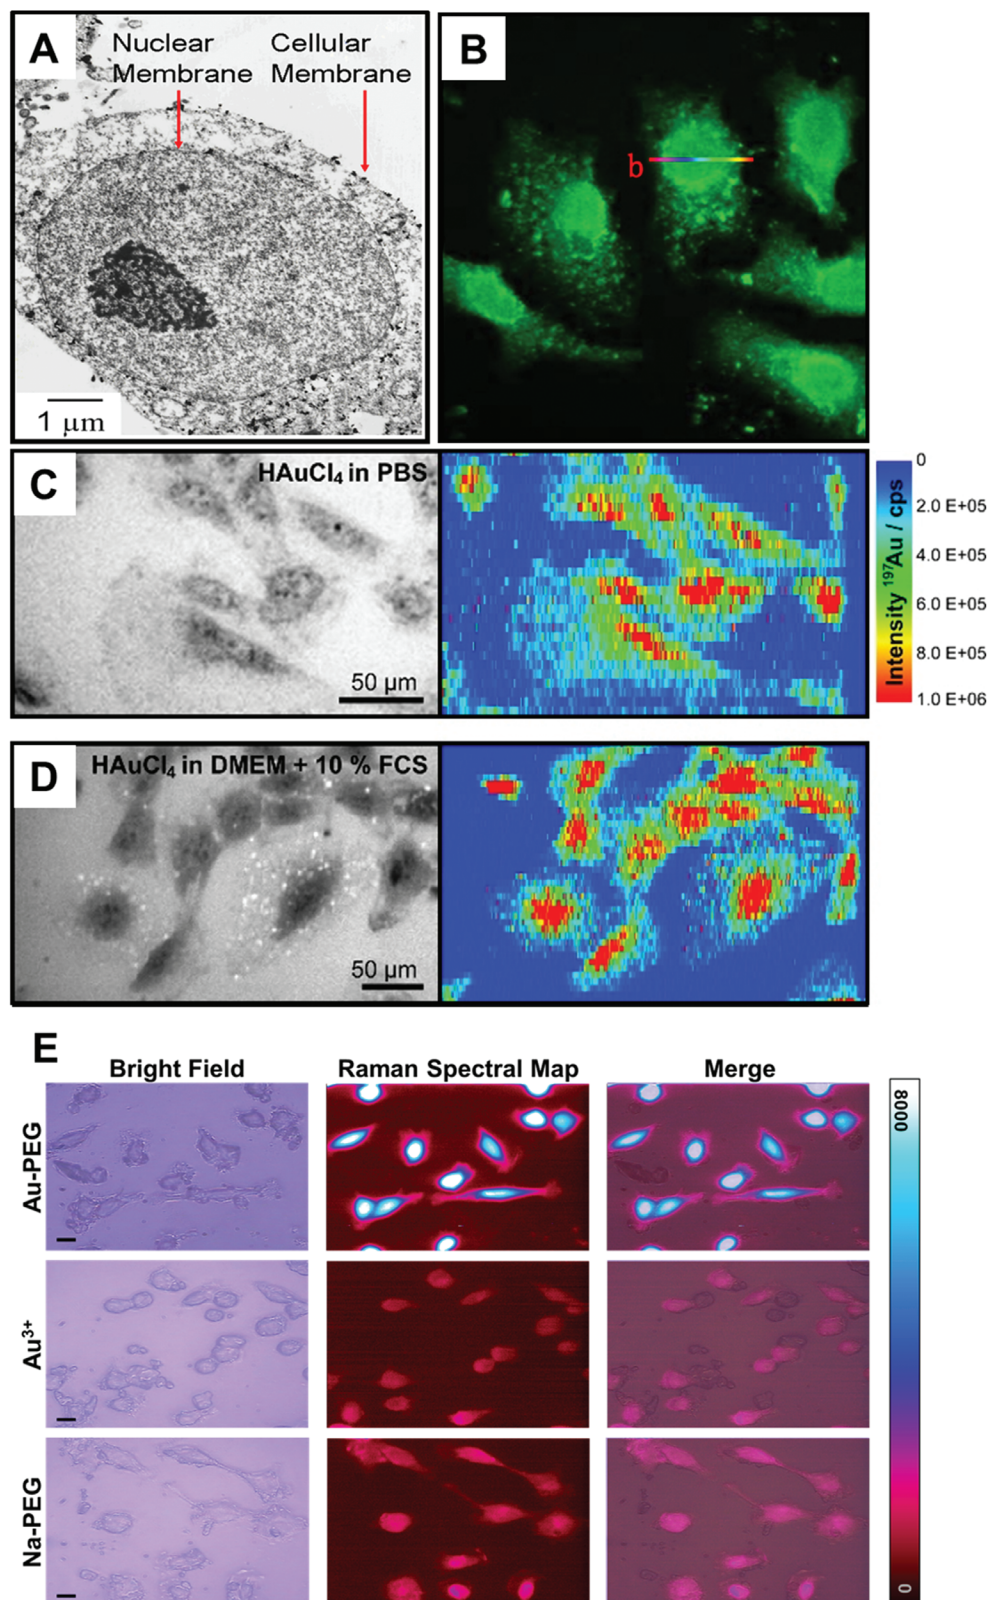 A
Nuclear
Membrane
Cellular
Membrane
1 μm
B
b
C
HAuCl₄ in PBS
50 μm
0
2.0 E+05
4.0 E+05
6.0 E+05
8.0 E+05
1.0 E+06
Intensity ¹⁹⁷Au / cps
D
HAuCl₄ in DMEM + 10 % FCS
50 μm
E
Bright Field
Raman Spectral Map
Merge
Au-PEG
Au³⁺
Na-PEG
8000
0